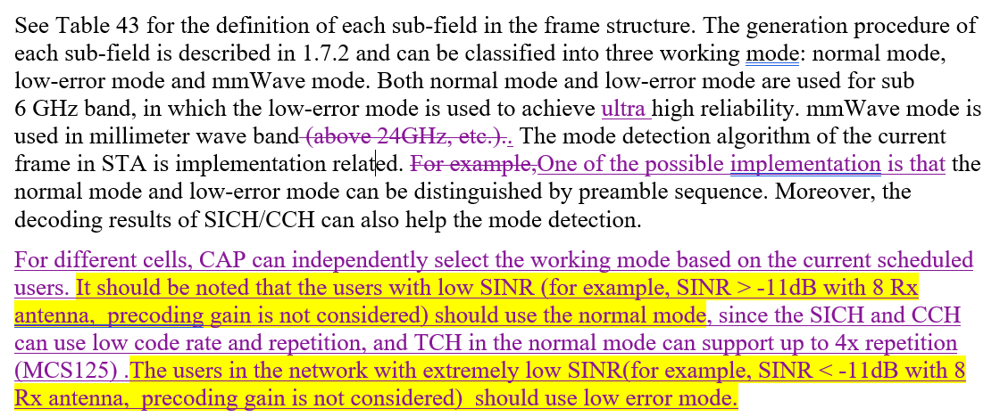 See Table 43 for the definition of each sub-field in the frame structure. The generation procedure of
each sub-field is described in 1.7.2 and can be classified into three working mode: normal mode,
low-error mode and mmWave mode. Both normal mode and low-error mode are used for sub
6 GHz band, in which the low-error mode is used to achieve ultra high reliability. mmWave mode is
used in millimeter wave band (above 24GHz, etc.).. The mode detection algorithm of the current
frame in STA is implementation related. For example,One of the possible implementation is that the
normal mode and low-error mode can be distinguished by preamble sequence. Moreover, the
decoding results of SICH/CCH can also help the mode detection.
For different cells, CAP can independently select the working mode based on the current scheduled
users. It should be noted that the users with low SINR (for example, SINR > -11dB with 8 Rx
antenna,  precoding gain is not considered) should use the normal mode, since the SICH and CCH
can use low code rate and repetition, and TCH in the normal mode can support up to 4x repetition
(MCS125) .The users in the network with extremely low SINR(for example, SINR < -11dB with 8
Rx antenna,  precoding gain is not considered)  should use low error mode.